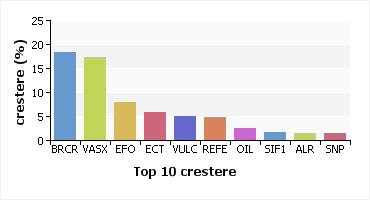 crestere (%)
25
20
15
10
5
0
BRCR VASX EFO ECT VULC REFE OIL SIF1 ALR SNP
Top 10 crestere